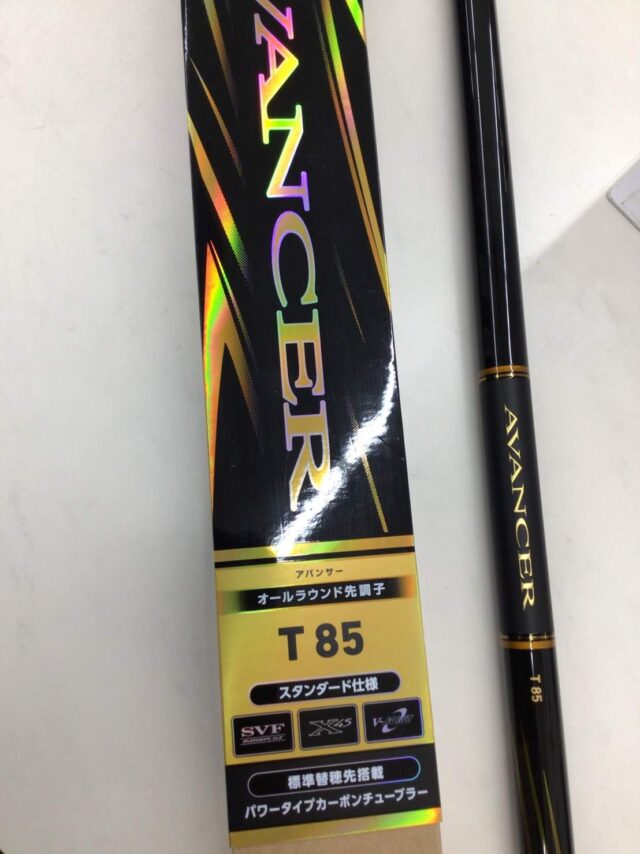 VANCER
アバンサー
オールラウンド先調子
T 85
スタンダード仕様
SVF
X45
V-JOINT
標準替穂先搭載
パワータイプカーボンチューブラー
AVANCER
T 85